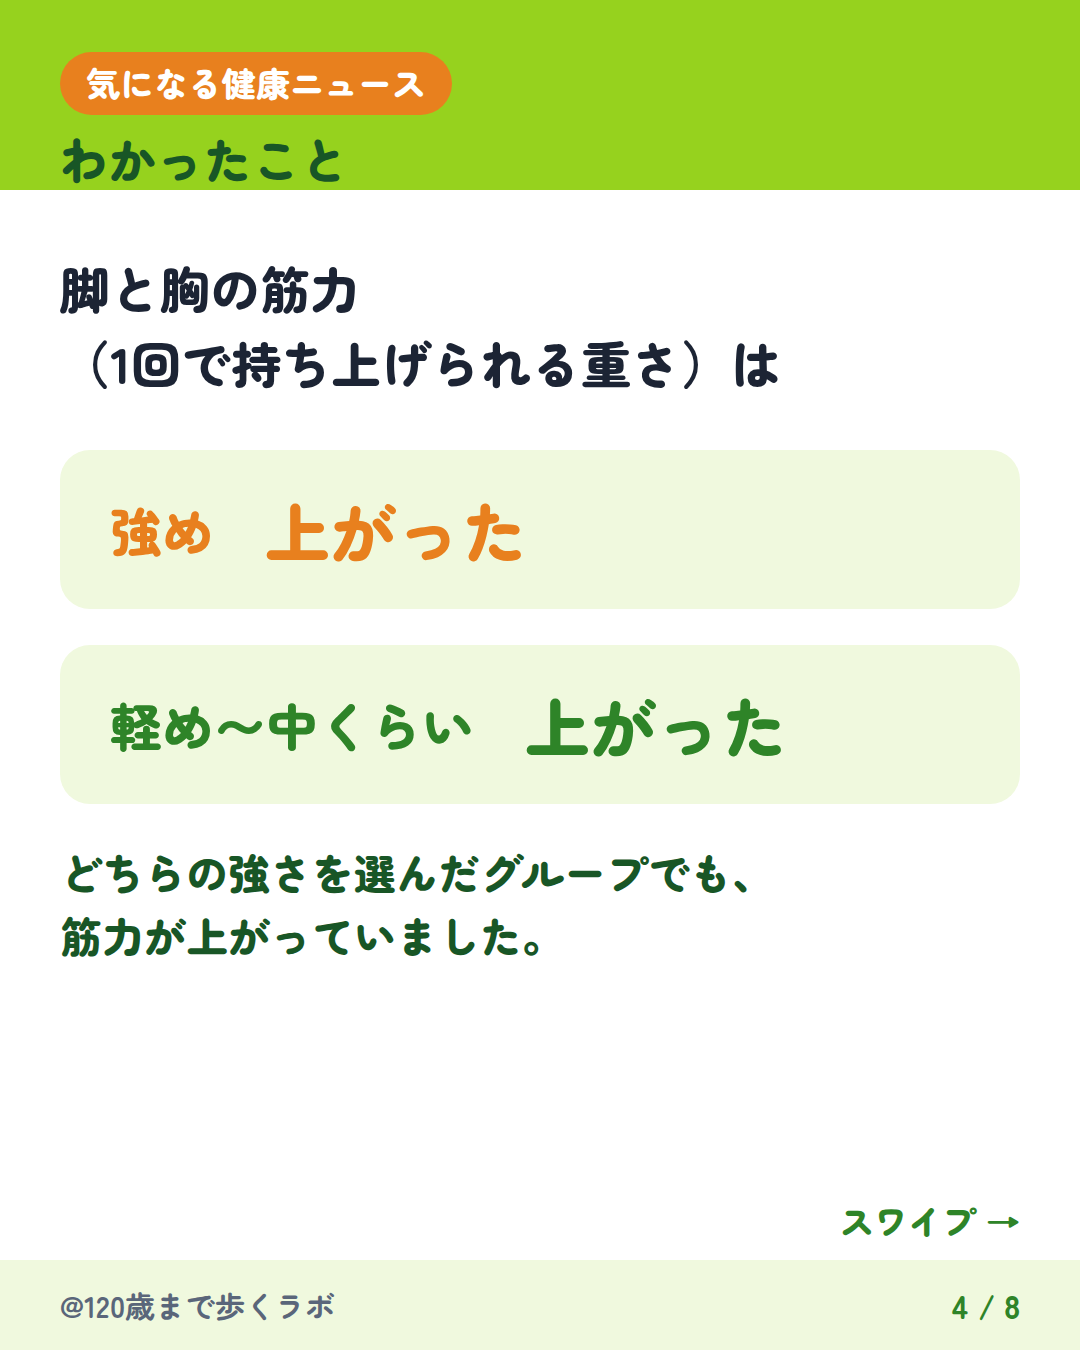 気になる健康ニュース
わかったこと
脚と胸の筋力
（1回で持ち上げられる重さ）は
強め　上がった
軽め〜中くらい　上がった
どちらの強さを選んだグループでも、
筋力が上がっていました。
スワイプ →
@120歳まで歩くラボ
4 / 8